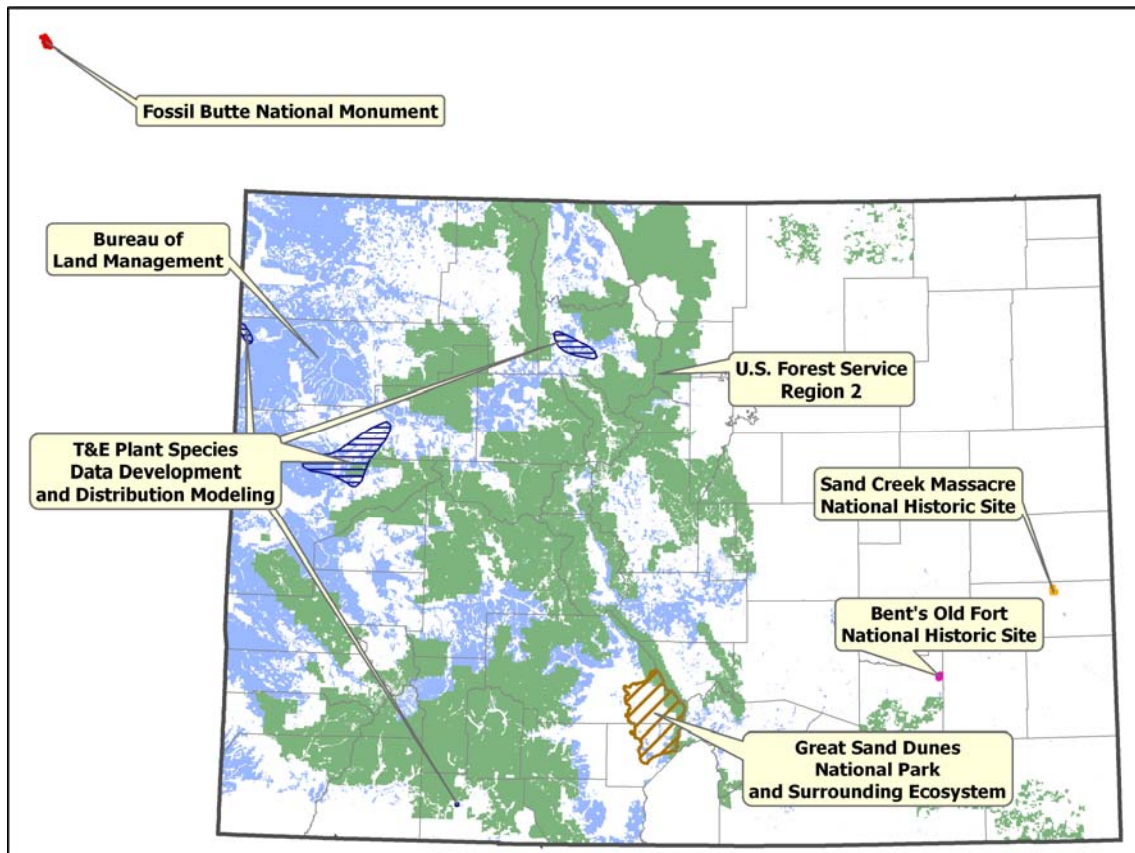 Fossil Butte National Monument
Bureau of
Land Management
U.S. Forest Service
Region 2
T&E Plant Species
Data Development
and Distribution Modeling
Sand Creek Massacre
National Historic Site
Bent's Old Fort
National Historic Site
Great Sand Dunes
National Park
and Surrounding Ecosystem